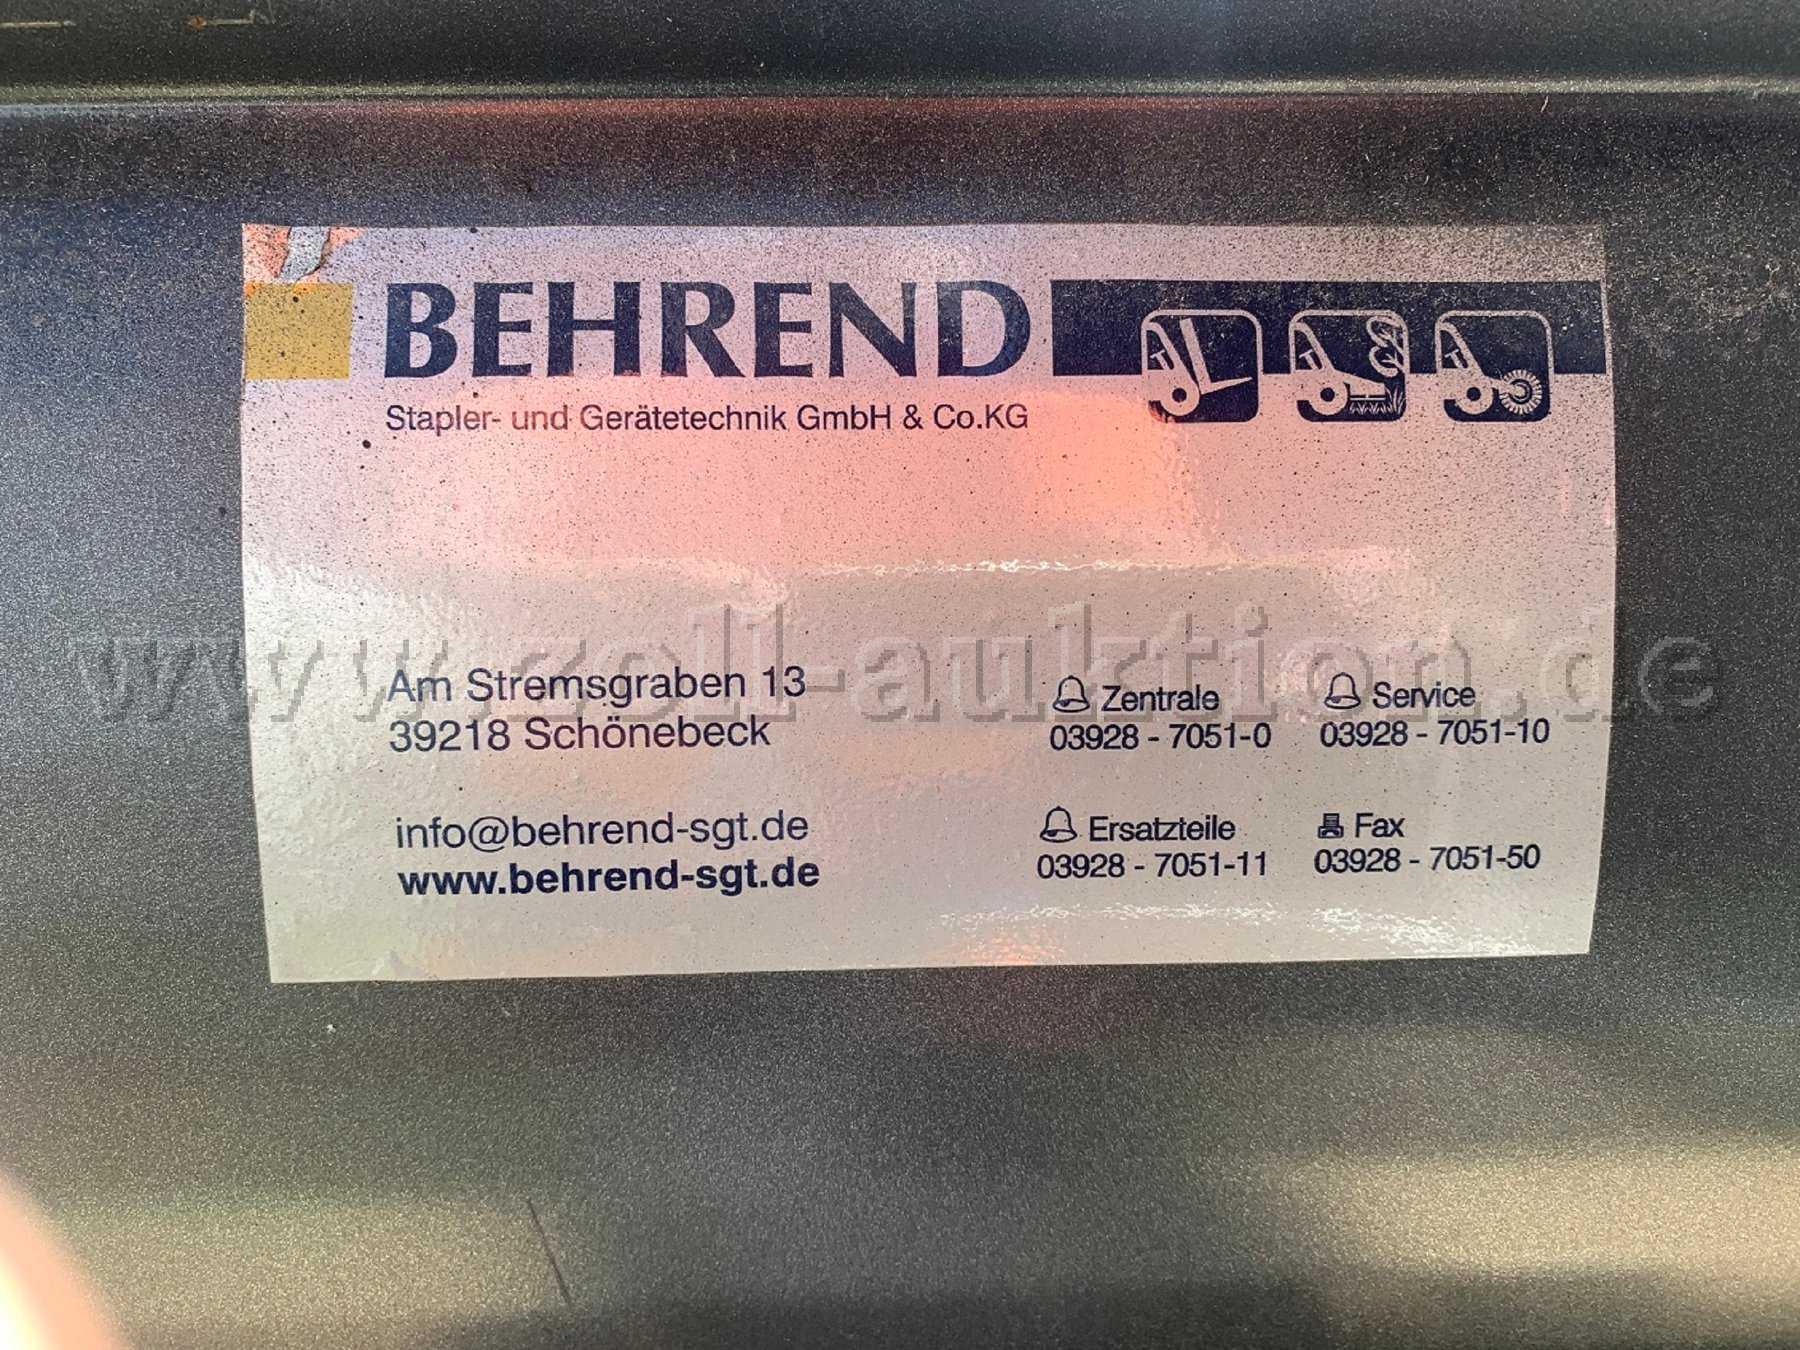 BEHREND
Stapler- und Gerätetechnik GmbH & Co.KG
www.zoll-auktion.de
Am Stremsgraben 13
39218 Schönebeck
info@behrend-sgt.de
www.behrend-sgt.de
Zentrale
03928 - 7051-0
Service
03928 - 7051-10
Ersatzteile
03928 - 7051-11
Fax
03928 - 7051-50